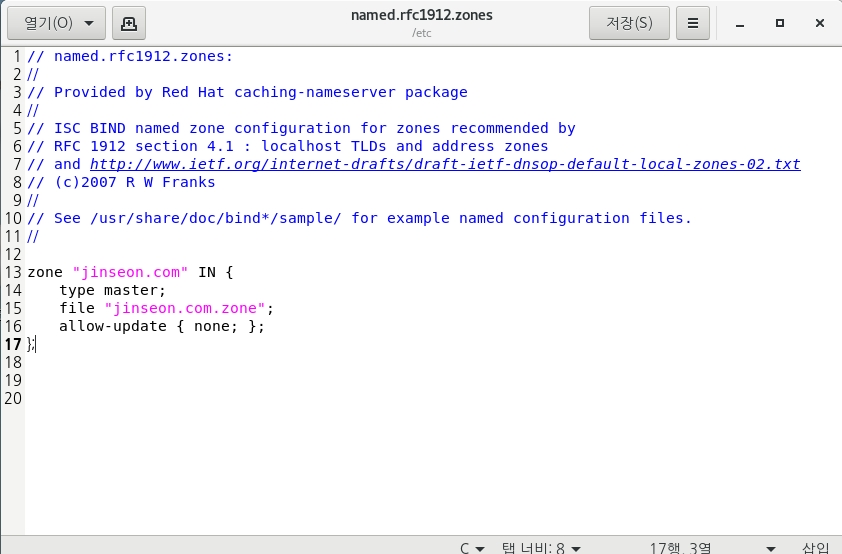 열기(O)
named.rfc1912.zones
/etc
저장(S)
1 // named.rfc1912.zones:
2 //
3 // Provided by Red Hat caching-nameserver package
4 //
5 // ISC BIND named zone configuration for zones recommended by
6 // RFC 1912 section 4.1 : localhost TLDs and address zones
7 // and http://www.ietf.org/internet-drafts/draft-ietf-dnsop-default-local-zones-02.txt
8 // (c)2007 R W Franks
9 //
10 // See /usr/share/doc/bind*/sample/ for example named configuration files.
11 //
12
13 zone "jinseon.com" IN {
14 type master;
15 file "jinseon.com.zone";
16 allow-update { none; };
17 };
18
19
20
C 탭 너비: 8 17행, 3열 삽입